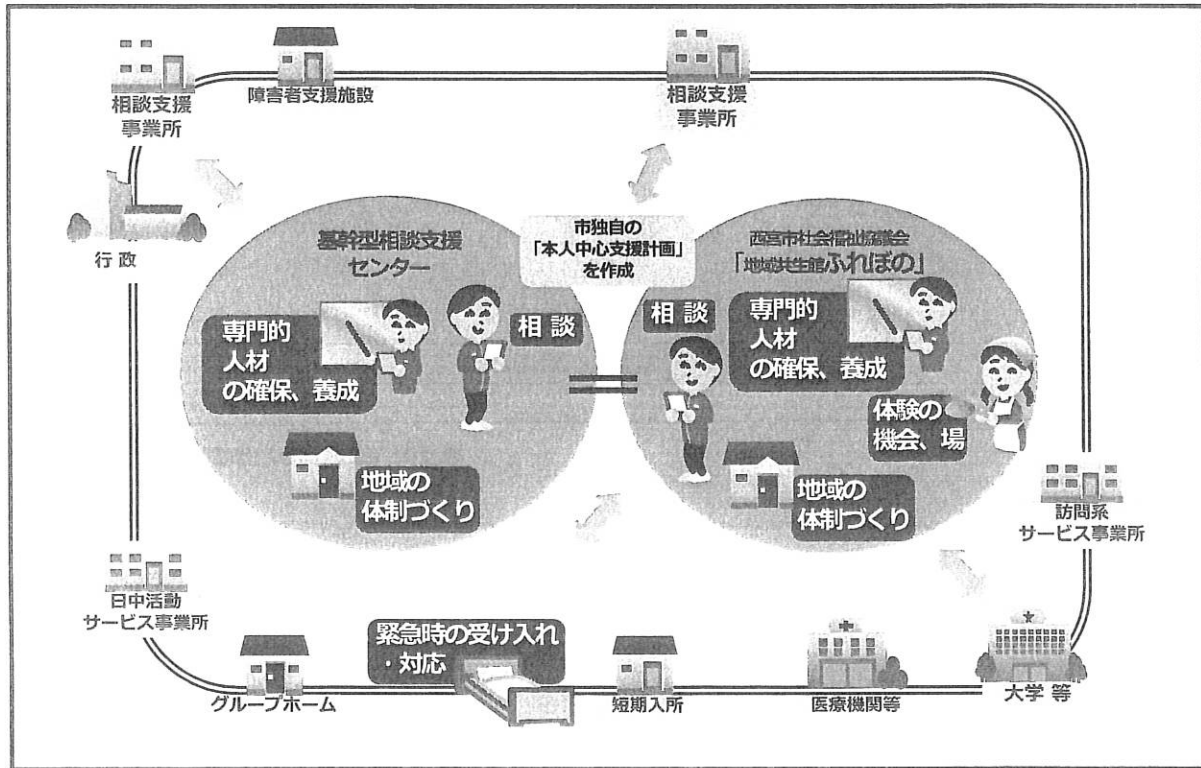 相談支援
事業所
障害者支援施設
相談支援
事業所
行政
基幹型相談支援
センター
専門的
人材
の確保、養成
相談
地域の
体制づくり
市独自の
「本人中心支援計画」
を作成
西宮市社会福祉協議会
「地域共生館ふれぼの」
相談
専門的
人材
の確保、養成
体験の
機会、場
地域の
体制づくり
訪問系
サービス事業所
日中活動
サービス事業所
グループホーム
緊急時の受け入れ
・対応
短期入所
医療機関等
大学等